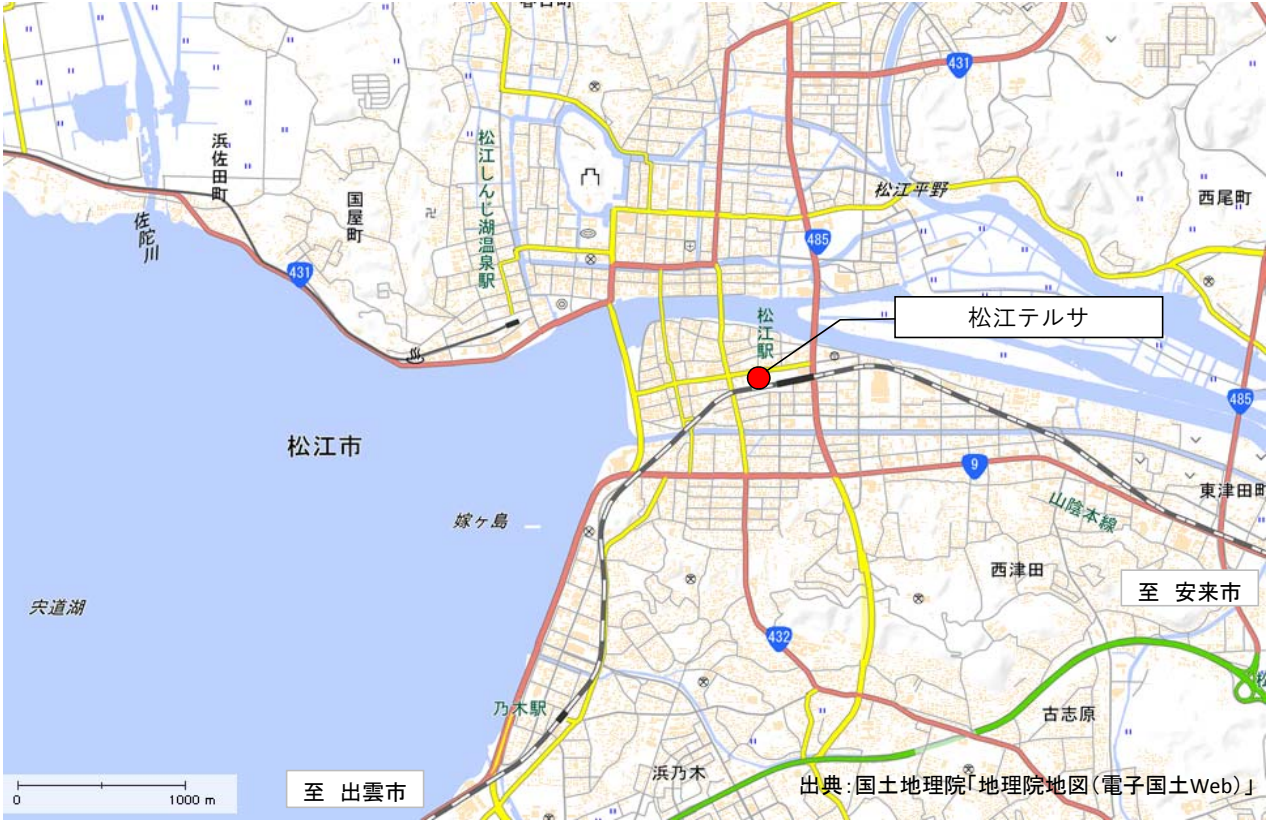 春日町
431
浜佐田町
国屋町
佐陀川
431
松江しんじ湖温泉駅
松江平野
西尾町
485
松江駅
松江テルサ
松江市
485
9
東津田町
山陰本線
嫁ヶ島
西津田
至 安来市
宍道湖
432
乃木駅
古志原
松
浜乃木
至 出雲市
0
1000 m
出典:国土地理院「地理院地図(電子国土Web)」